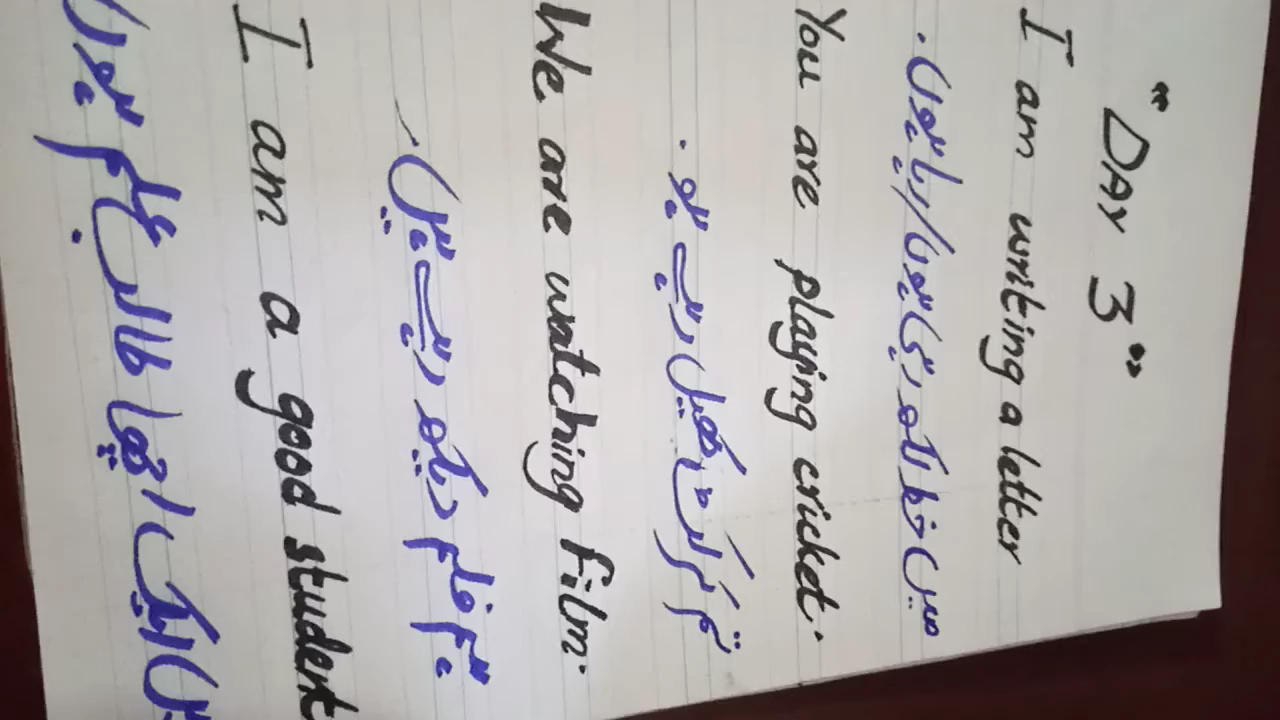 "DAY 3"
I am writing a letter
میں خط لکھ رہی ہوں / رہا ہوں.
You are playing cricket.
تم کرکٹ کھیل رہے ہو.
We are watching film.
ہم فلم دیکھ رہے ہیں.
I am a good student
میں ایک اچھا طالب علم ہوں